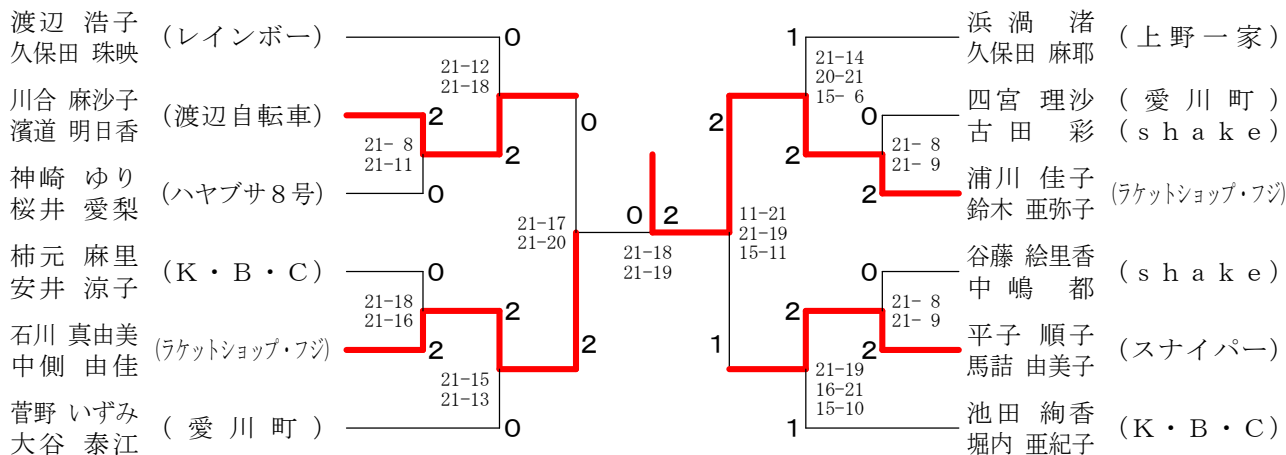 渡辺 浩子
久保田 珠映
(レインボー)
0
21-12
21-18
川合 麻沙子
濱道 明日香
(渡辺自転車)
2
21- 8
21-11
2
0
神崎 ゆり
桜井 愛梨
(ハヤブサ8号)
0
21-17
21-20
柿元 麻里
安井 涼子
(K・B・C)
0
21-18
21-16
2
石川 真由美
中側 由佳
(ラケットショップ・フジ)
2
2
21-15
21-13
菅野 いずみ
大谷 泰江
(愛川町)
0
0
2
21-18
21-19
1
21-14
20-21
15- 6
浜渦 渚
久保田 麻耶
(上野一家)
2
0
四宮 理沙
古田 彩
(愛川町)
(shake)
2
21- 8
21- 9
2
浦川 佳子
鈴木 亜弥子
(ラケットショップ・フジ)
11-21
21-19
15-11
0
谷藤 絵里香
中嶋 都
(shake)
2
21- 8
21- 9
1
2
平子 順子
馬詰 由美子
(スナイパー)
21-19
16-21
15-10
1
池田 絢香
堀内 亜紀子
(K・B・C)